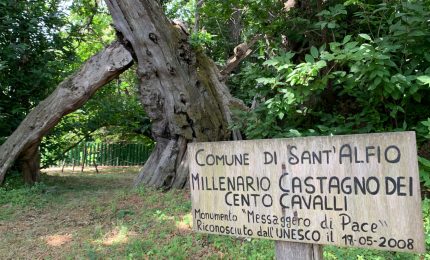 COMUNE DI SANT'ALFIO
MILLENARIO CASTAGNO DEI
CENTO CAVALLI
Monumento "Messaggero di Pace"
Riconosciuto dall'UNESCO il 17-05-2008